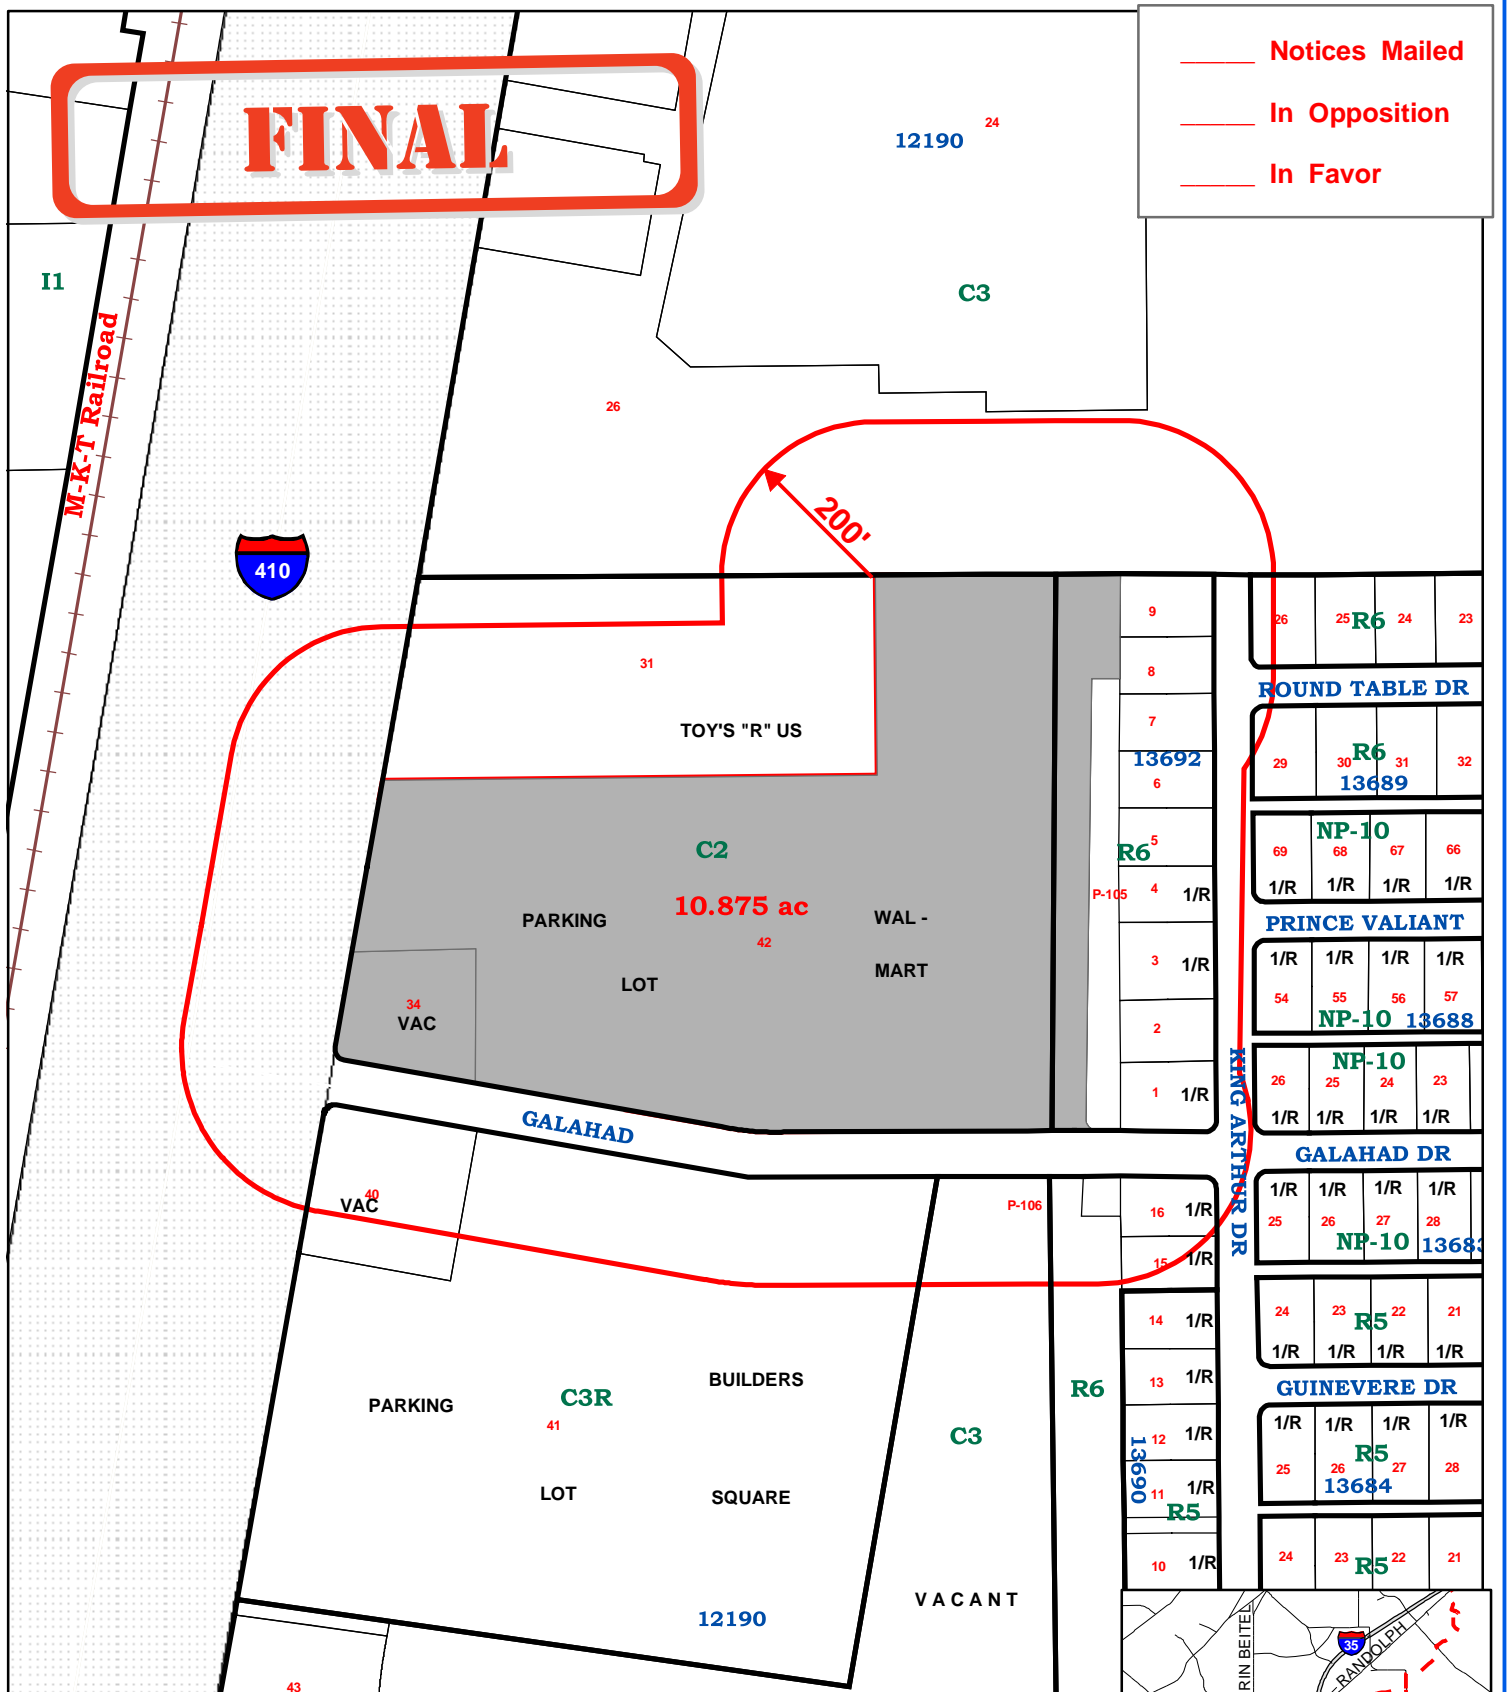 _____ Notices Mailed
_____ In Opposition
_____ In Favor
FINAL
24
12190
I1
C3
M-K-T Railroad
26
200'
410
9
26
25
R6
24
23
8
31
ROUND TABLE DR
7
TOY'S "R" US
13692
R6
29
30
31
32
6
13689
5
C2
R6
NP-10
69
68
67
66
P-105
4
1/R
1/R
1/R
1/R
1/R
10.875 ac
PARKING
WAL -
42
PRINCE VALIANT
3
1/R
1/R
1/R
1/R
1/R
MART
LOT
54
55
56
57
34
VAC
2
NP-10
13688
KING ARTHUR DR
NP-10
26
25
24
23
1
1/R
1/R
1/R
1/R
1/R
GALAHAD
GALAHAD DR
40
VAC
P-106
16
1/R
1/R
1/R
1/R
1/R
25
26
27
28
NP-10
13683
15
1/R
14
1/R
24
23
R5
22
21
1/R
1/R
1/R
1/R
BUILDERS
13
1/R
R6
GUINEVERE DR
PARKING
C3R
41
C3
12
1/R
1/R
1/R
1/R
1/R
R5
25
26
27
28
13684
13690
11
1/R
R5
LOT
SQUARE
10
1/R
24
23
R5
22
21
VACANT
12190
RIN BEITEL
35
RANDOLPH
43